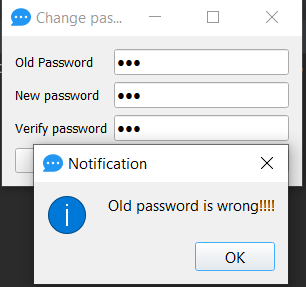 Change pas...
Old Password
New password
Verify password
Notification
Old password is wrong!!!!
OK